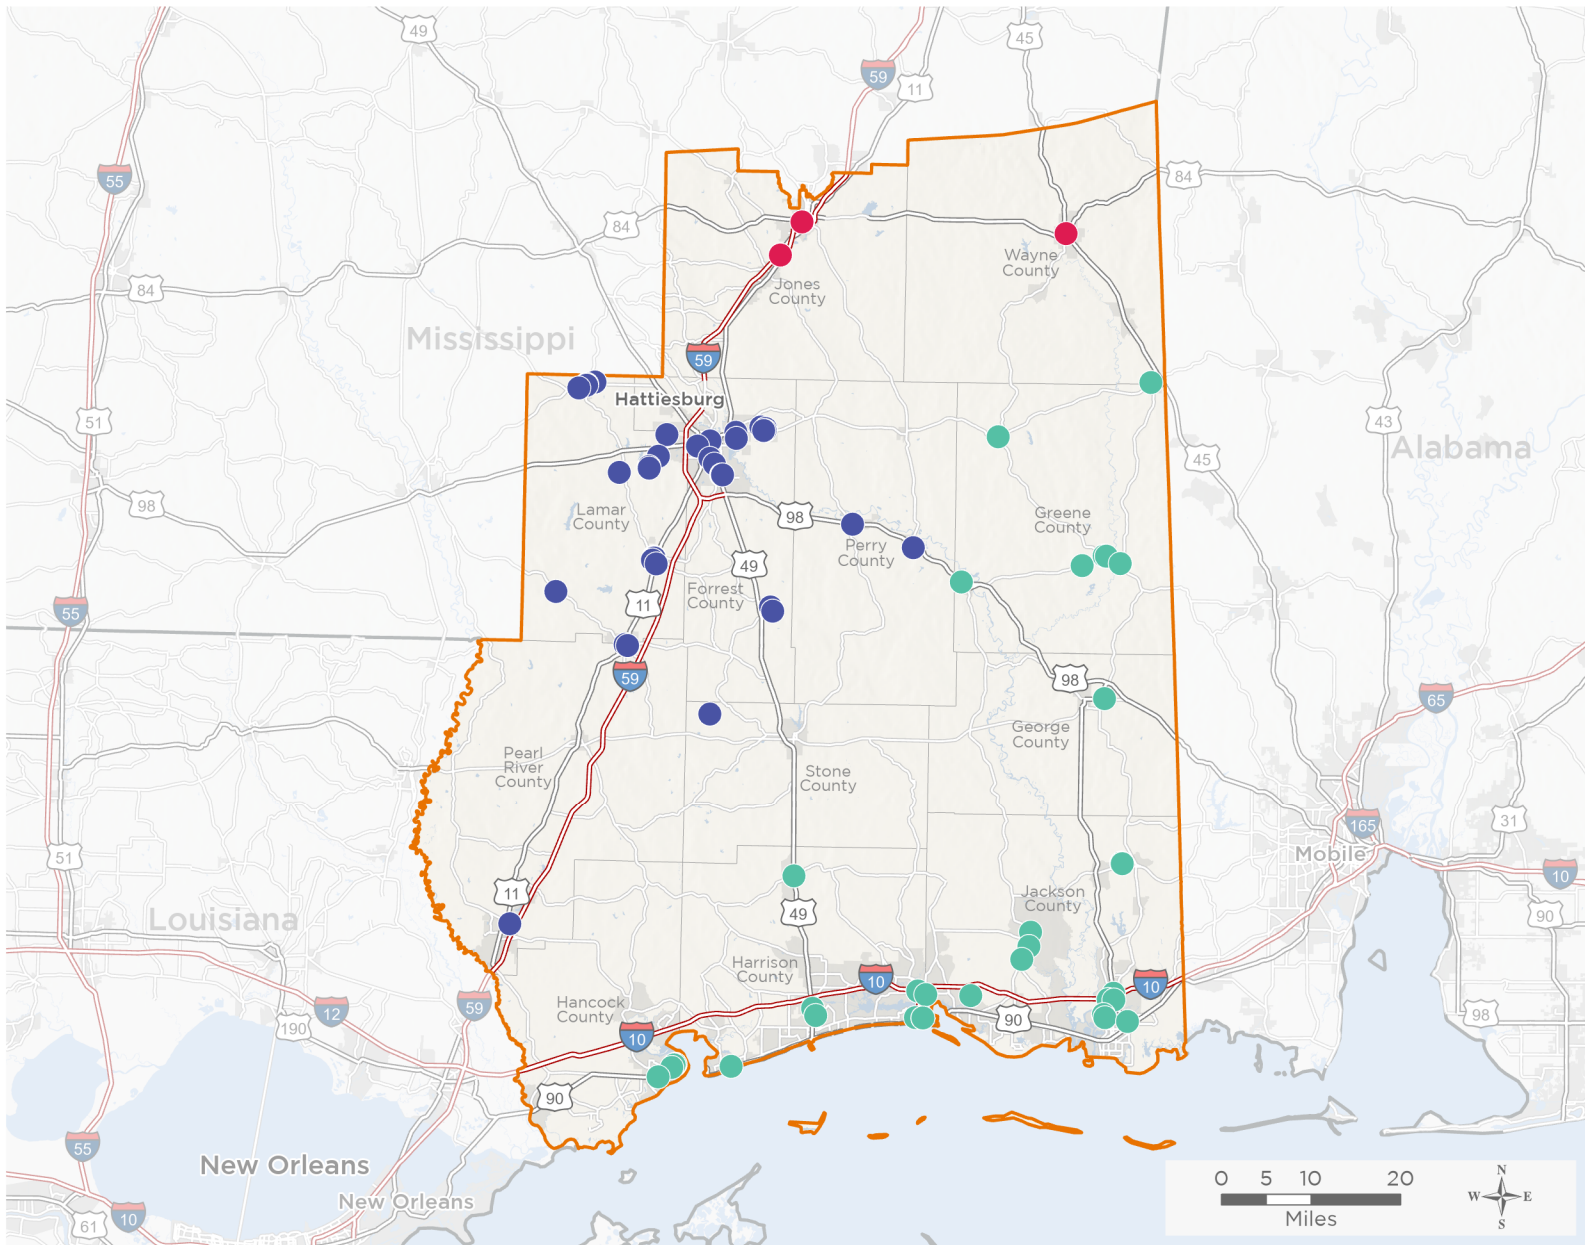 49
45
59
11
55
84
84
Wayne
County
Jones
County
84
Mississippi
59
Hattiesburg
51
43
Alabama
45
98
Lamar
County
98
Greene
County
Perry
County
49
Forrest
County
11
55
59
98
65
George
County
Pearl
River
County
Stone
County
31
165
Mobile
51
10
11
Jackson
County
49
90
Louisiana
Harrison
County
10
10
Hancock
County
59
12
190
90
98
10
90
55
New Orleans
New Orleans
61
10
0 5 10 20
Miles
N
W E
S